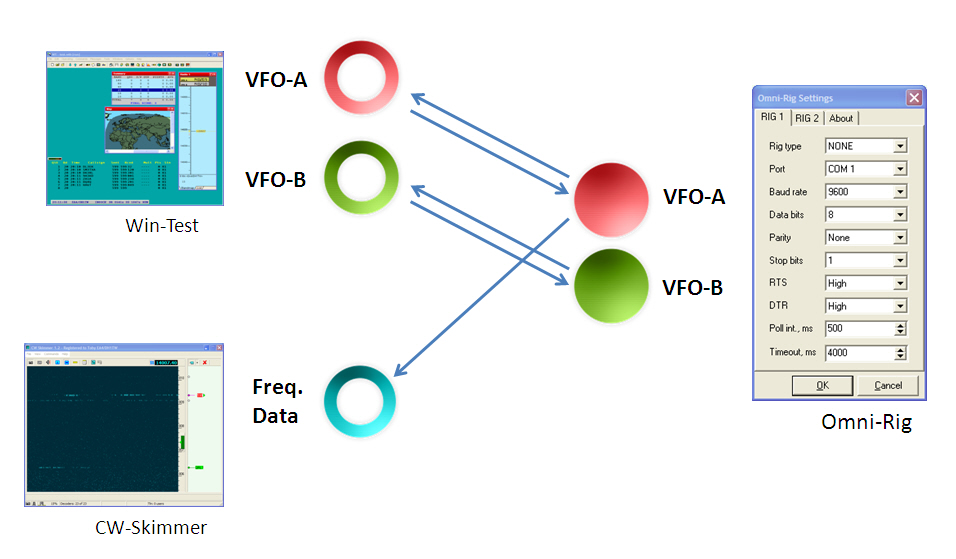 VFO-A
VFO-B
Win-Test
VFO-A
VFO-B
Freq.
Data
CW-Skimmer
Omni-Rig Settings
RIG 1 RIG 2 About
Rig type NONE
Port COM 1
Baud rate 9600
Data bits 8
Parity None
Stop bits 1
RTS High
DTR High
Poll int., ms 500
Timeout, ms 4000
OK Cancel
Omni-Rig